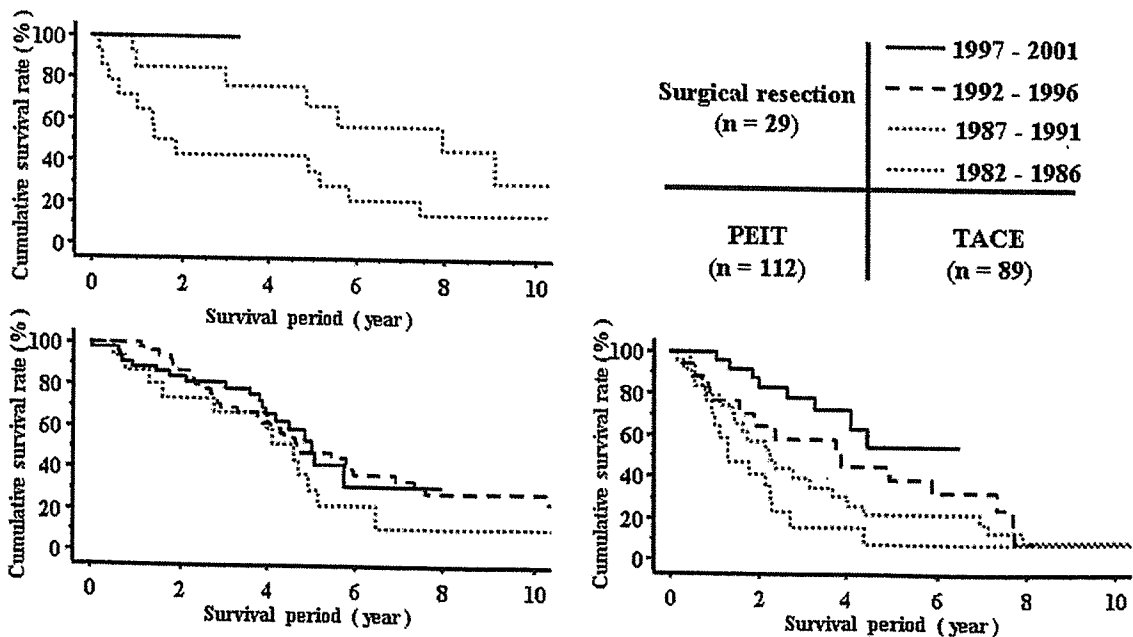 Cumulative survival rate (%)
100
80
60
40
20
0
0 2 4 6 8 10
Survival period (year)
Surgical resection
(n = 29)
1997 - 2001
1992 - 1996
1987 - 1991
1982 - 1986
PEIT
(n = 112)
TACE
(n = 89)
Cumulative survival rate (%)
100
80
60
40
20
0
0 2 4 6 8 10
Survival period (year)
Cumulative survival rate (%)
100
80
60
40
20
0
0 2 4 6 8 10
Survival period (year)